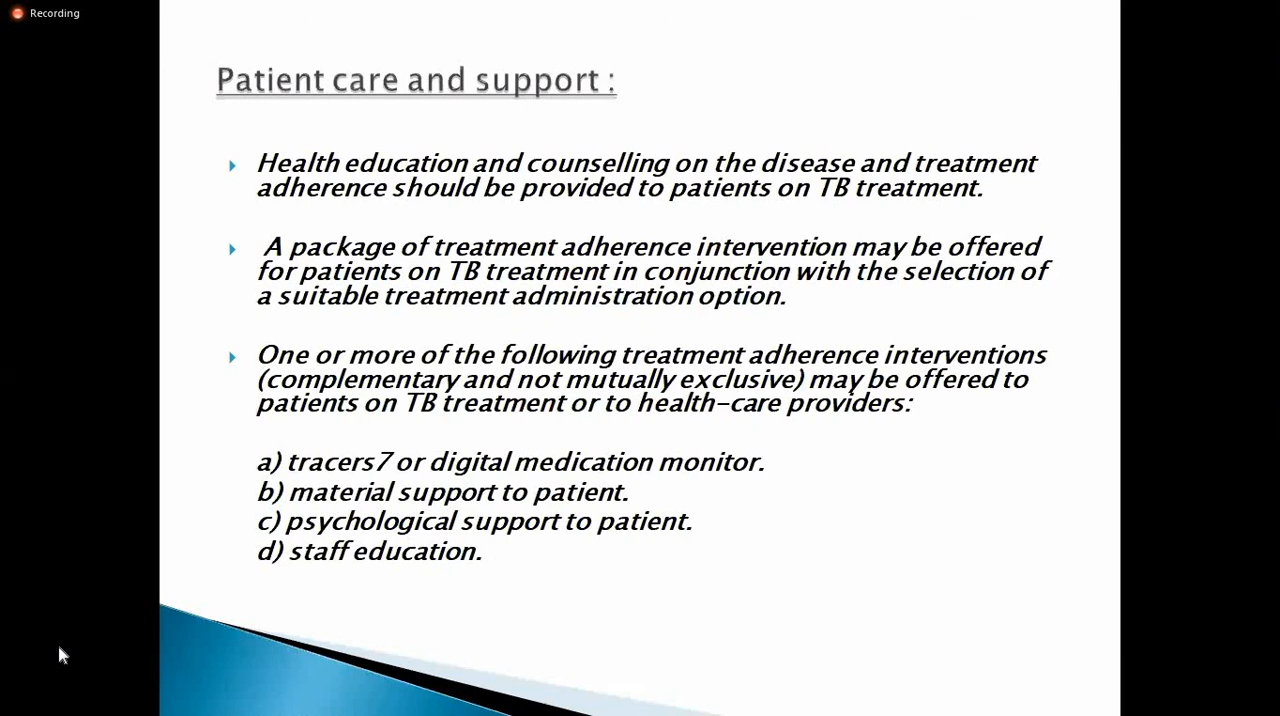 Recording
Patient care and support :
Health education and counselling on the disease and treatment
adherence should be provided to patients on TB treatment.
A package of treatment adherence intervention may be offered
for patients on TB treatment in conjunction with the selection of
a suitable treatment administration option.
One or more of the following treatment adherence interventions
(complementary and not mutually exclusive) may be offered to
patients on TB treatment or to health-care providers:
a) tracers7 or digital medication monitor.
b) material support to patient.
c) psychological support to patient.
d) staff education.